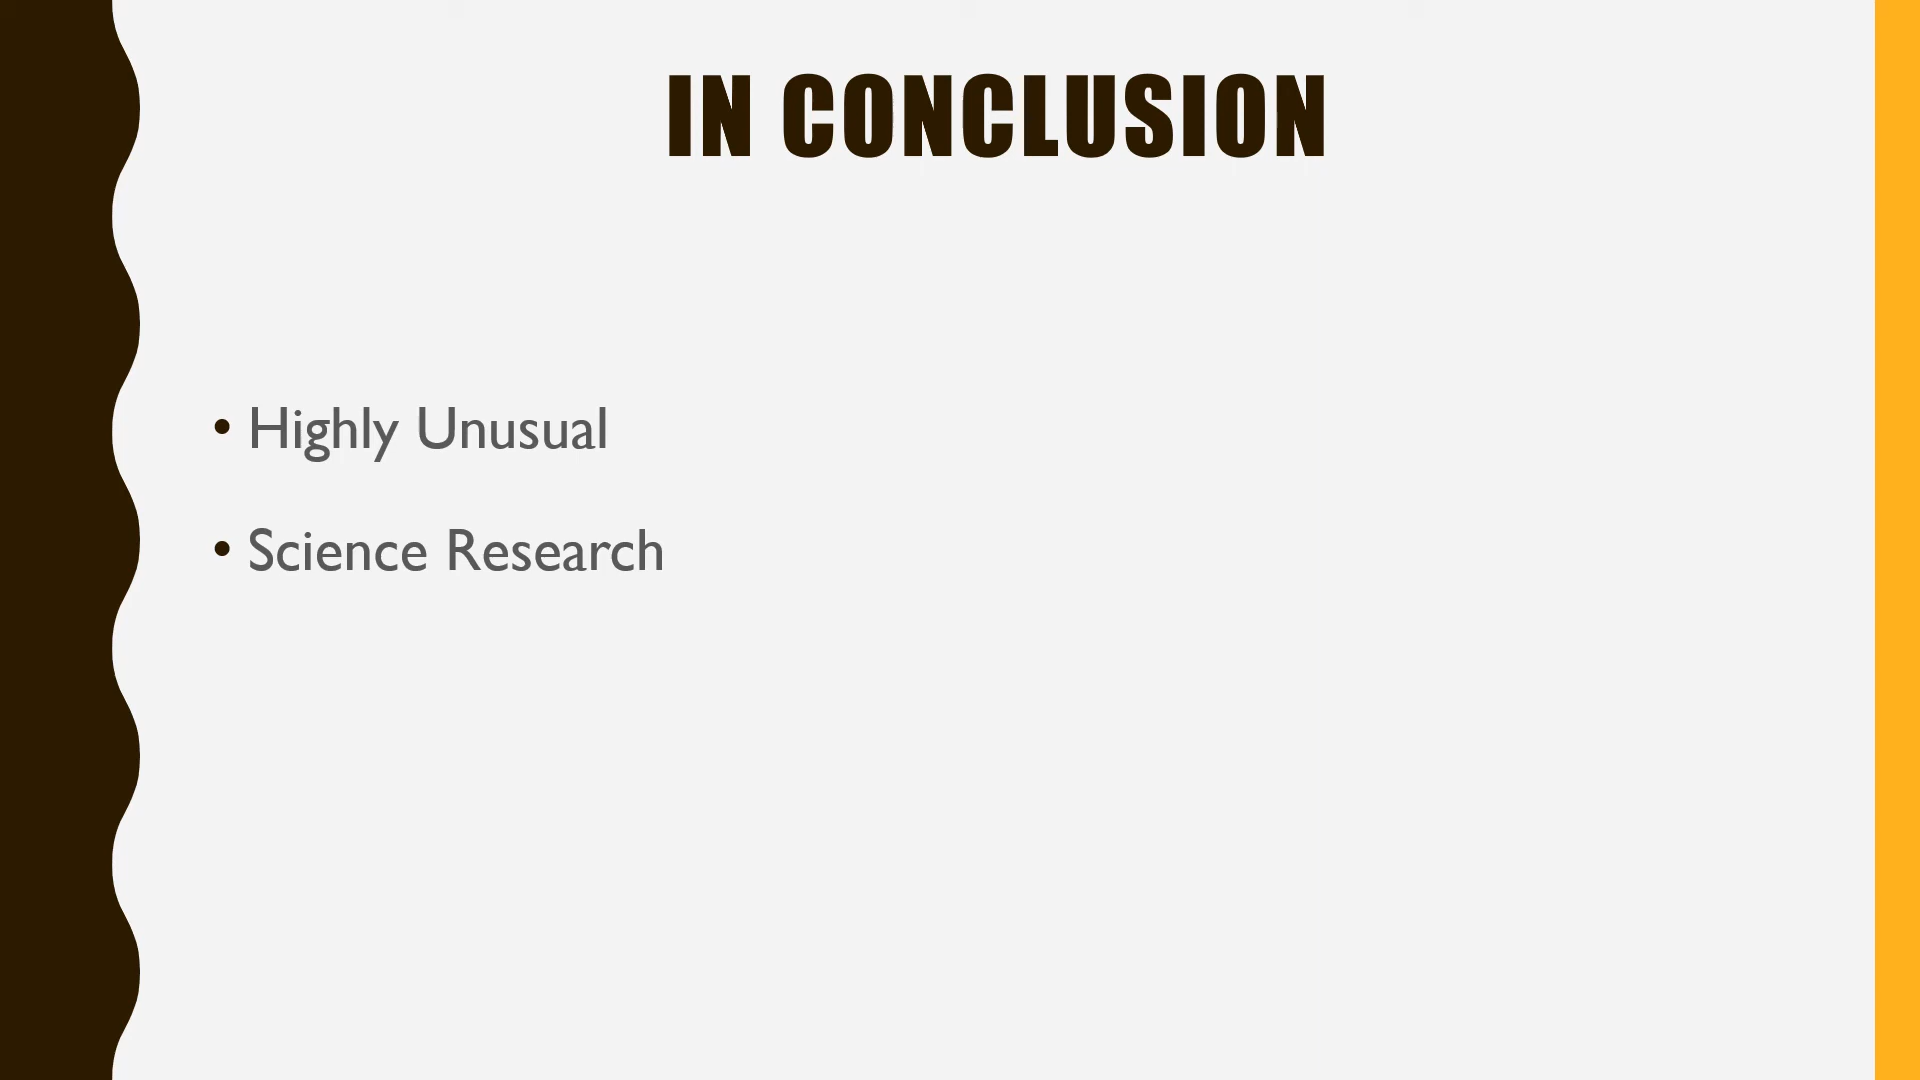 IN CONCLUSION
• Highly Unusual
• Science Research